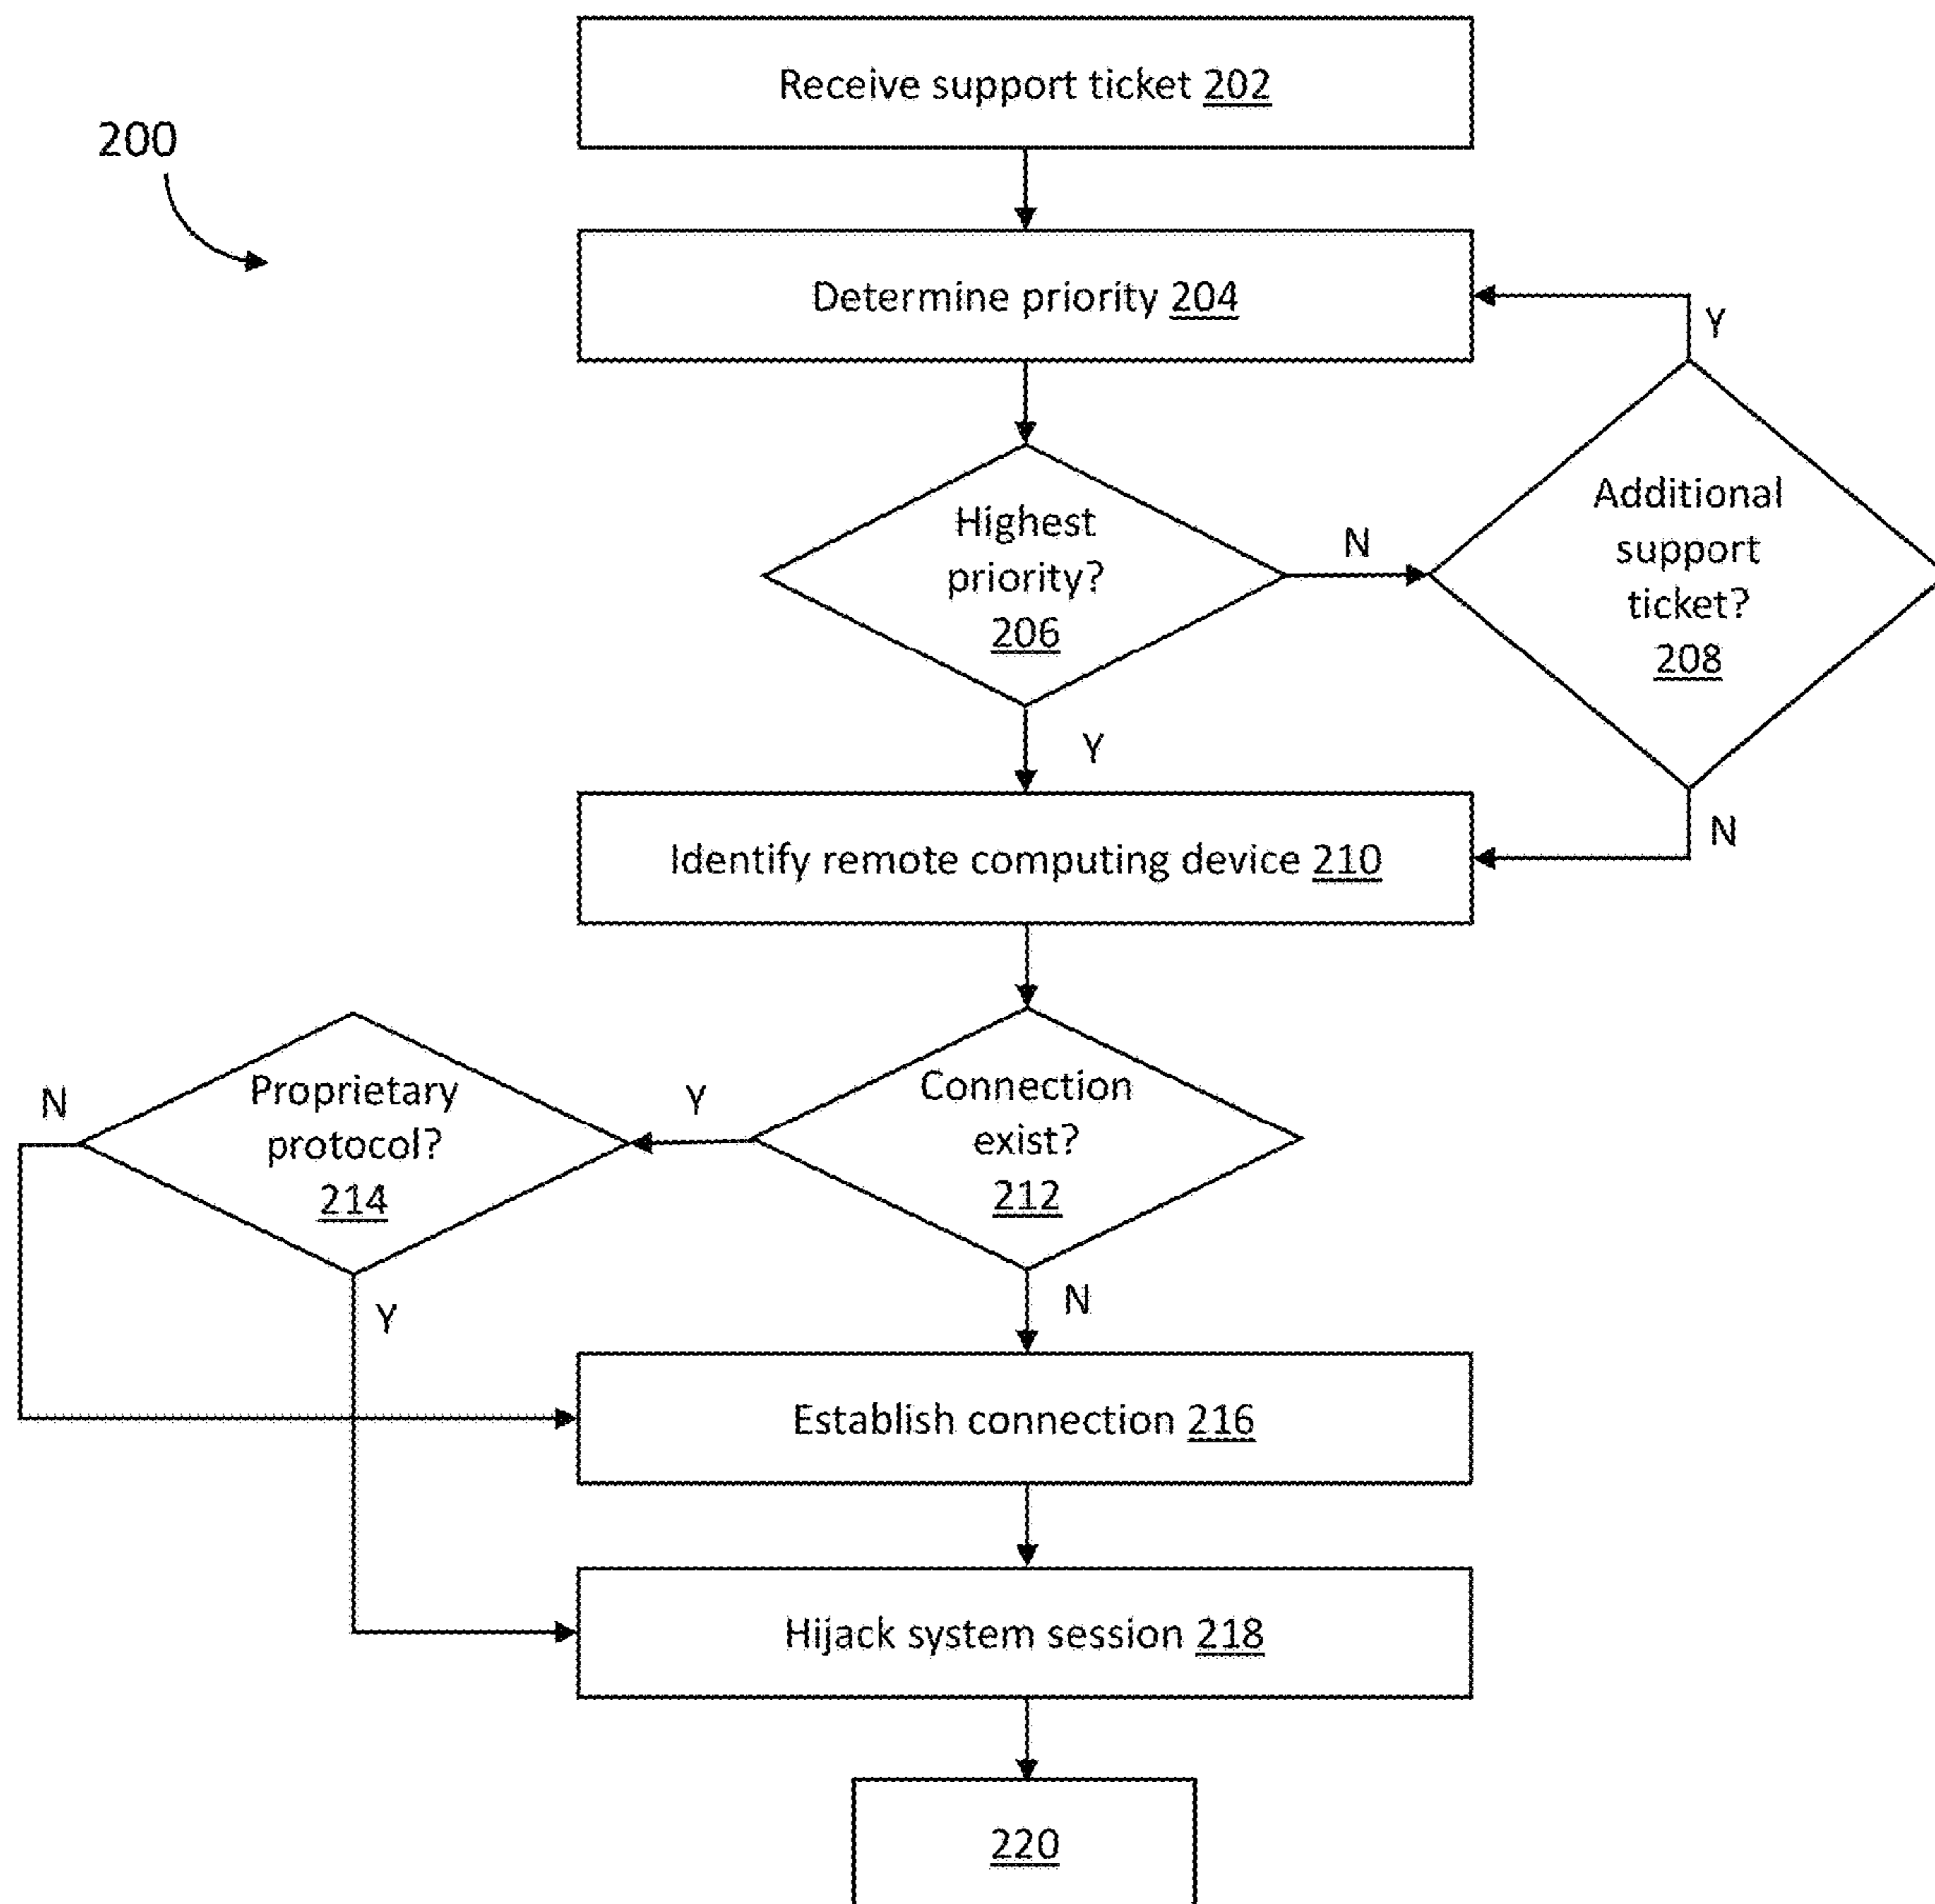 Receive support ticket 202
200
Determine priority 204
Y
Highest
priority?
206
N
Additional
support
ticket?
208
Y
N
Identify remote computing device 210
Connection
exist?
212
Y
Proprietary
protocol?
214
N
Y
N
Establish connection 216
Hijack system session 218
220